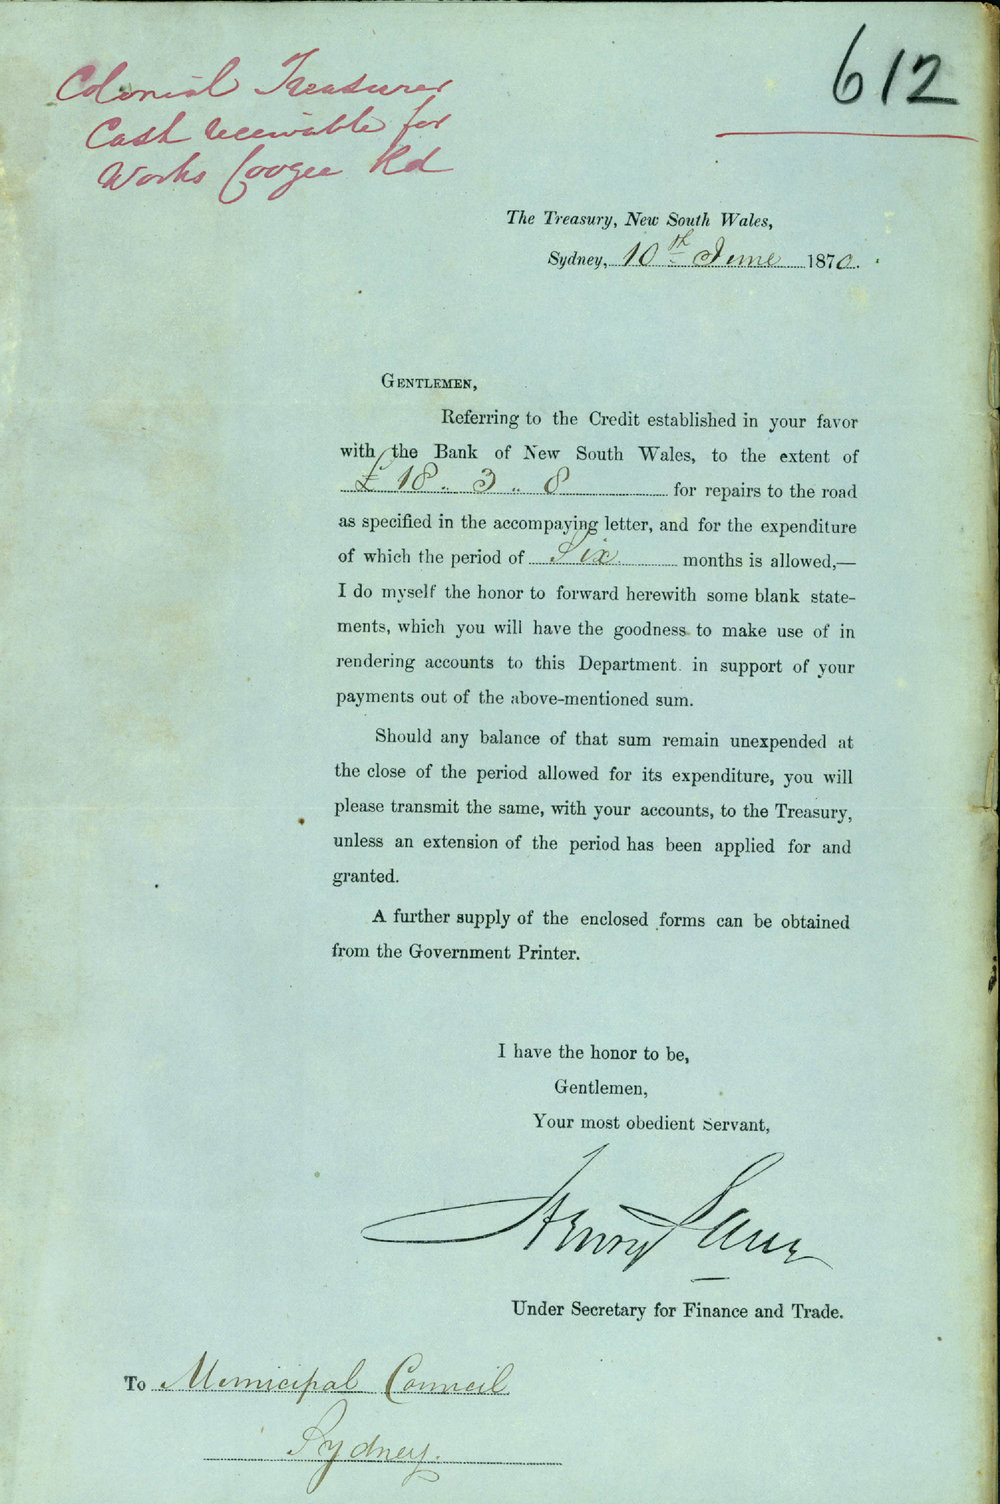 Colonial Treasurer
Cash receivable for
Works Coogee Rd
612
The Treasury, New South Wales,
Sydney, 10th June 1870.
GENTLEMEN,
Referring to the Credit established in your favor
with the Bank of New South Wales, to the extent of
£ 18 .. 3 .. 8 for repairs to the road
as specified in the accompaying letter, and for the expenditure
of which the period of Six months is allowed,—
I do myself the honor to forward herewith some blank state-
ments, which you will have the goodness to make use of in
rendering accounts to this Department in support of your
payments out of the above-mentioned sum.
Should any balance of that sum remain unexpended at
the close of the period allowed for its expenditure, you will
please transmit the same, with your accounts, to the Treasury,
unless an extension of the period has been applied for and
granted.
A further supply of the enclosed forms can be obtained
from the Government Printer.
I have the honor to be,
Gentlemen,
Your most obedient Servant,
Henry Lane
Under Secretary for Finance and Trade.
To Municipal Council
Sydney.